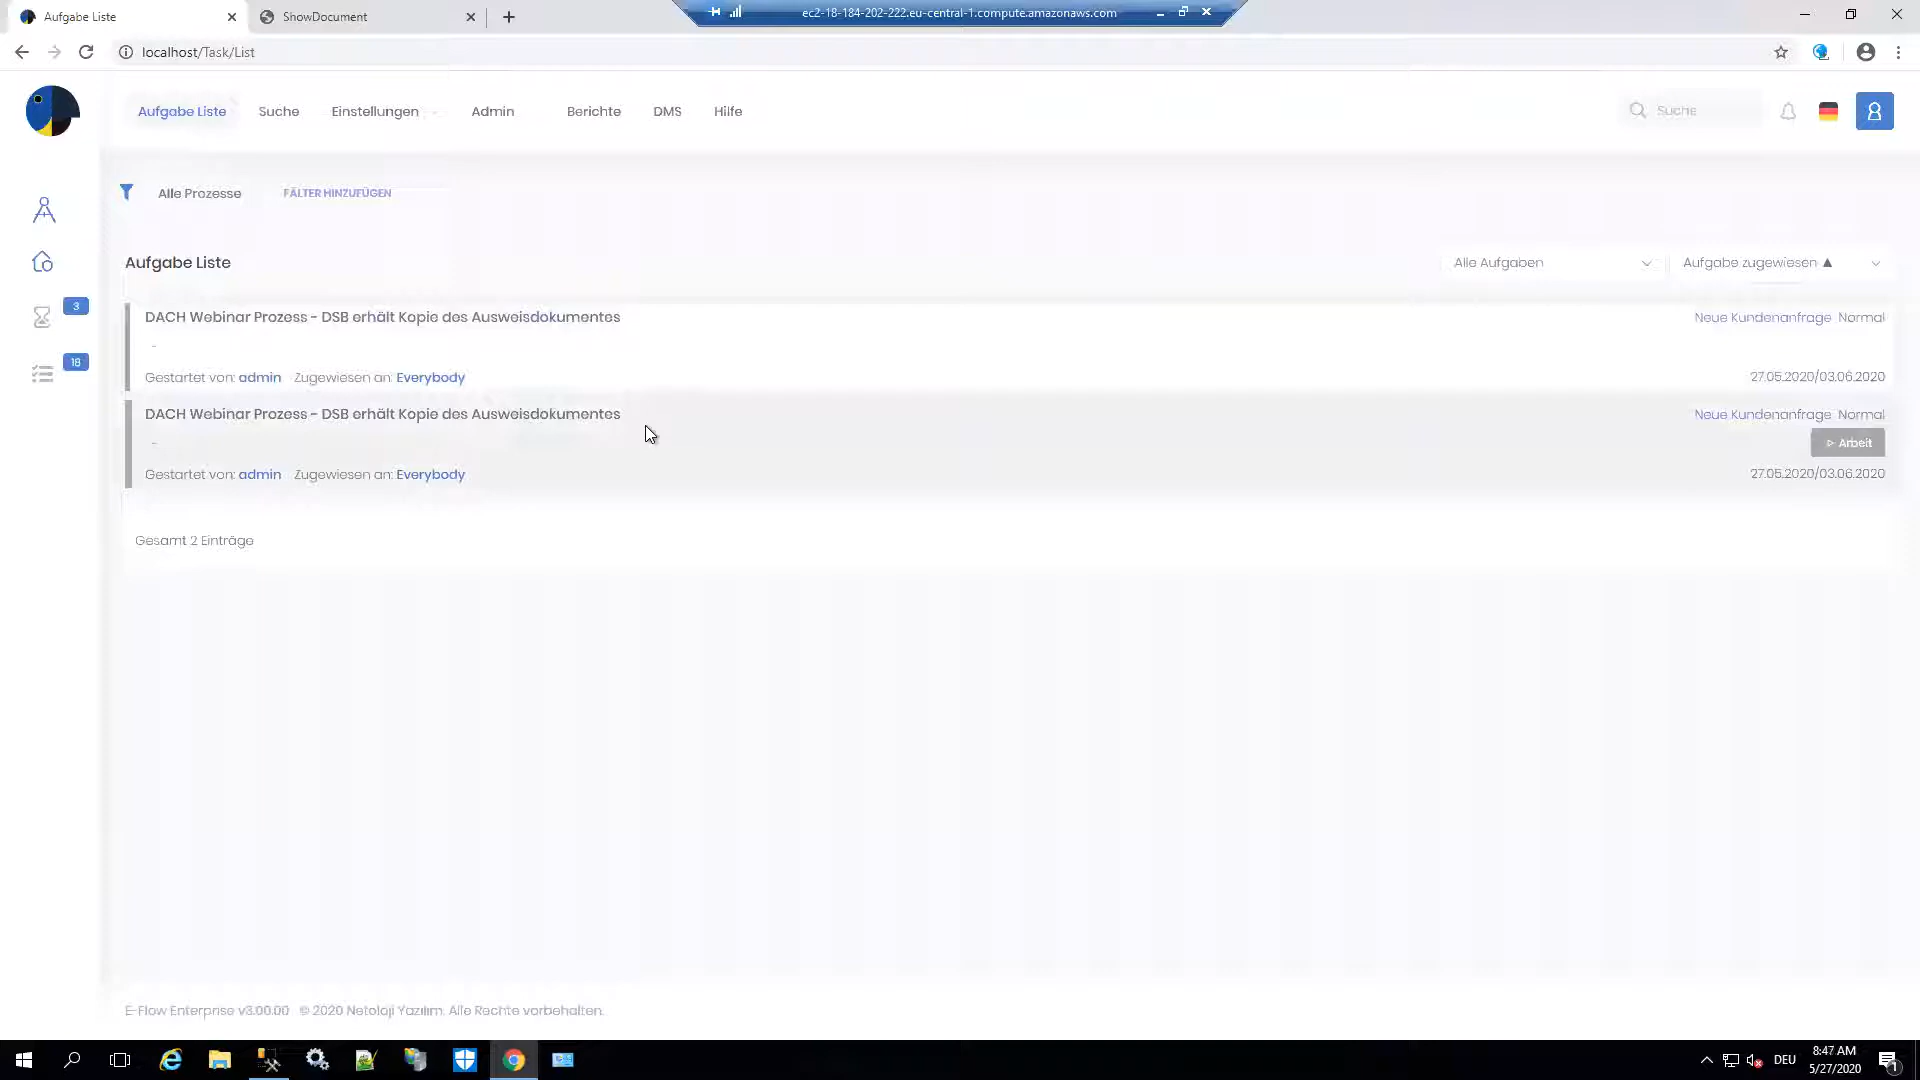 Aufgabe Liste
ShowDocument
ec2-18-184-202-222.eu-central-1.compute.amazonaws.com
localhost/Task/List
Aufgabe Liste
Suche
Einstellungen
Admin
Berichte
DMS
Hilfe
Suche
Alle Prozesse
FÄLTER HINZUFÜGEN
Aufgabe Liste
Alle Aufgaben
Aufgabe zugewiesen ▲
3
DACH Webinar Prozess - DSB erhält Kopie des Ausweisdokumentes
Neue Kundenanfrage Normal
-
18
Gestartet von: admin Zugewiesen an: Everybody
27.05.2020/03.06.2020
DACH Webinar Prozess - DSB erhält Kopie des Ausweisdokumentes
Neue Kundenanfrage Normal
-
Arbeit
Gestartet von: admin Zugewiesen an: Everybody
27.05.2020/03.06.2020
Gesamt 2 Einträge
E-Flow Enterprise v3.00.00 © 2020 Netoloji Yazılım. Alle Rechte vorbehalten.
DEU
8:47 AM
5/27/2020
1